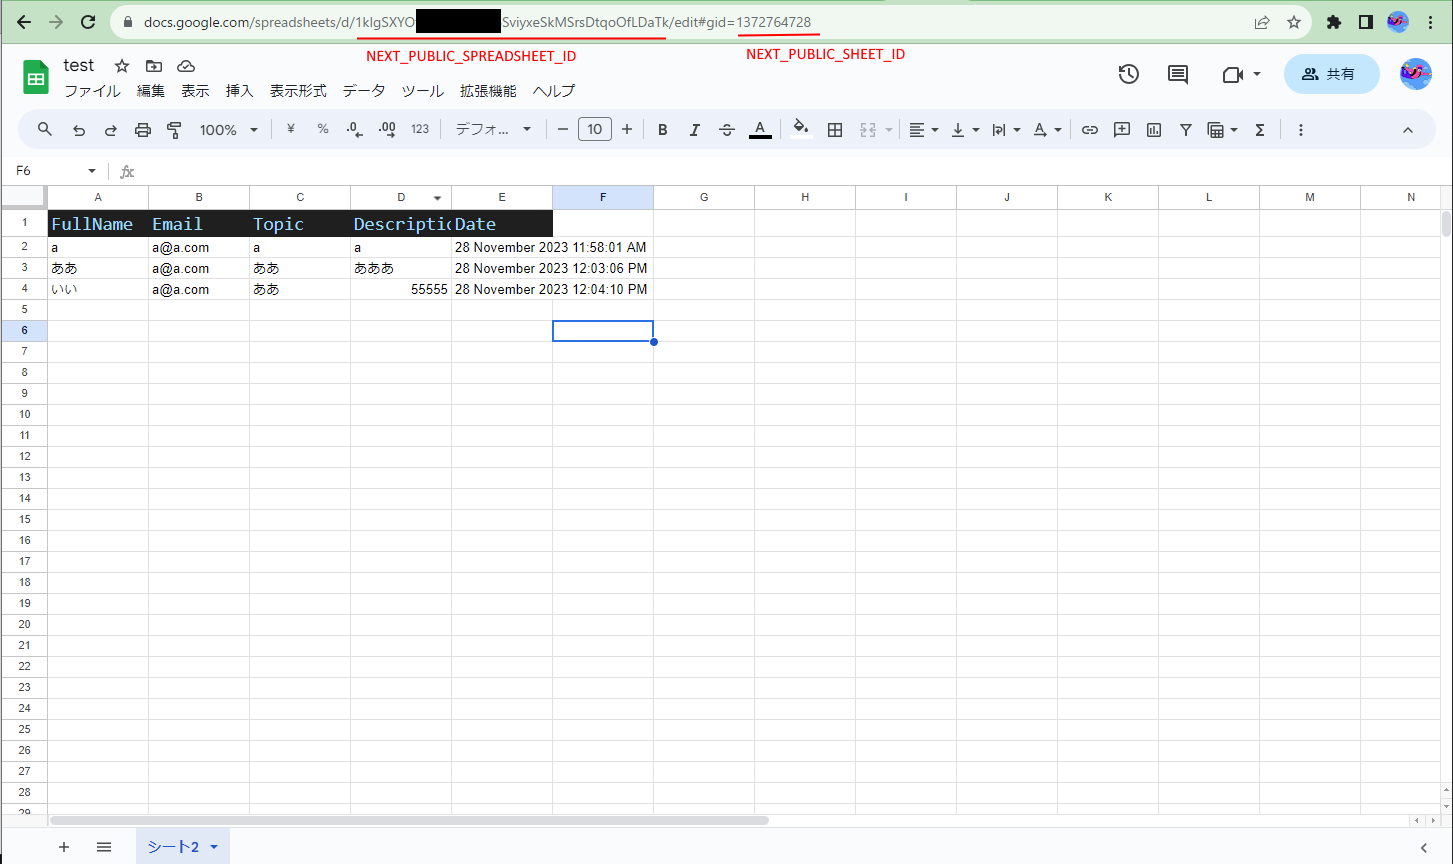 docs.google.com/spreadsheets/d/1klgSXYO SviyxeSkMSrsDtqoOfLDaTk/edit#gid=1372764728
NEXT_PUBLIC_SPREADSHEET_ID NEXT_PUBLIC_SHEET_ID
test
ファイル 編集 表示 挿入 表示形式 データ ツール 拡張機能 ヘルプ
共有
100% ¥ % .0 .00 123 デフォ... 10 B I A A Σ
F6 fx
A B C D E F G H I J K L M N
1 FullName Email Topic Descriptic Date
2 a a@a.com a a 28 November 2023 11:58:01 AM
3 ああ a@a.com ああ あああ 28 November 2023 12:03:06 PM
4 いい a@a.com ああ 55555 28 November 2023 12:04:10 PM
5
6
7
8
9
10
11
12
13
14
15
16
17
18
19
20
21
22
23
24
25
26
27
28
29
シート2